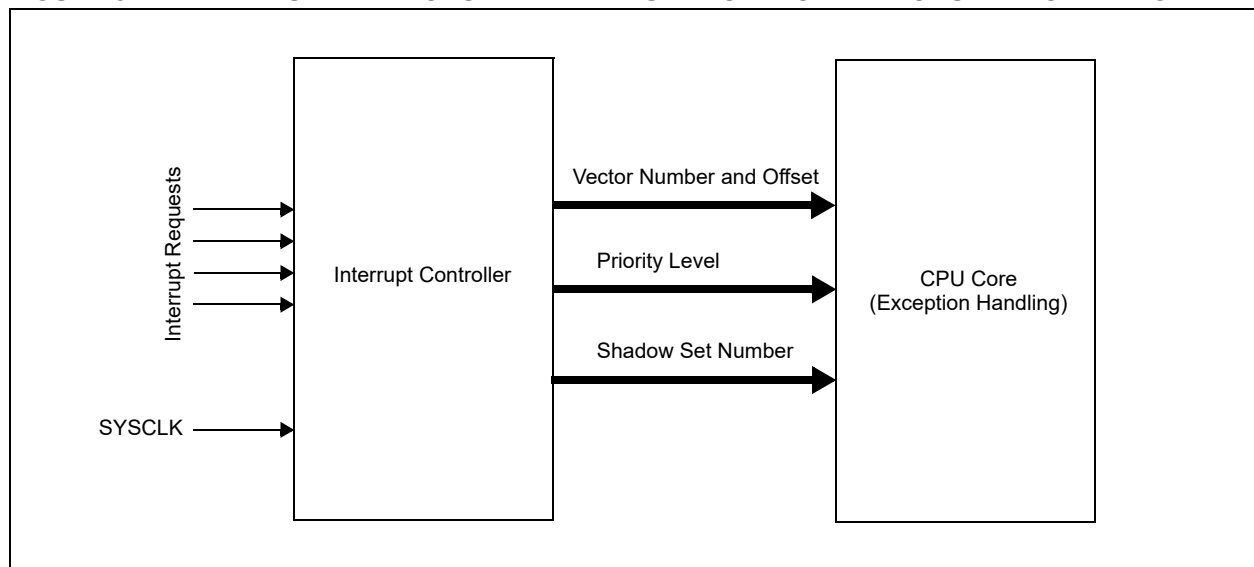 Interrupt Requests
SYSCLK
Interrupt Controller
Vector Number and Offset
Priority Level
Shadow Set Number
CPU Core
(Exception Handling)